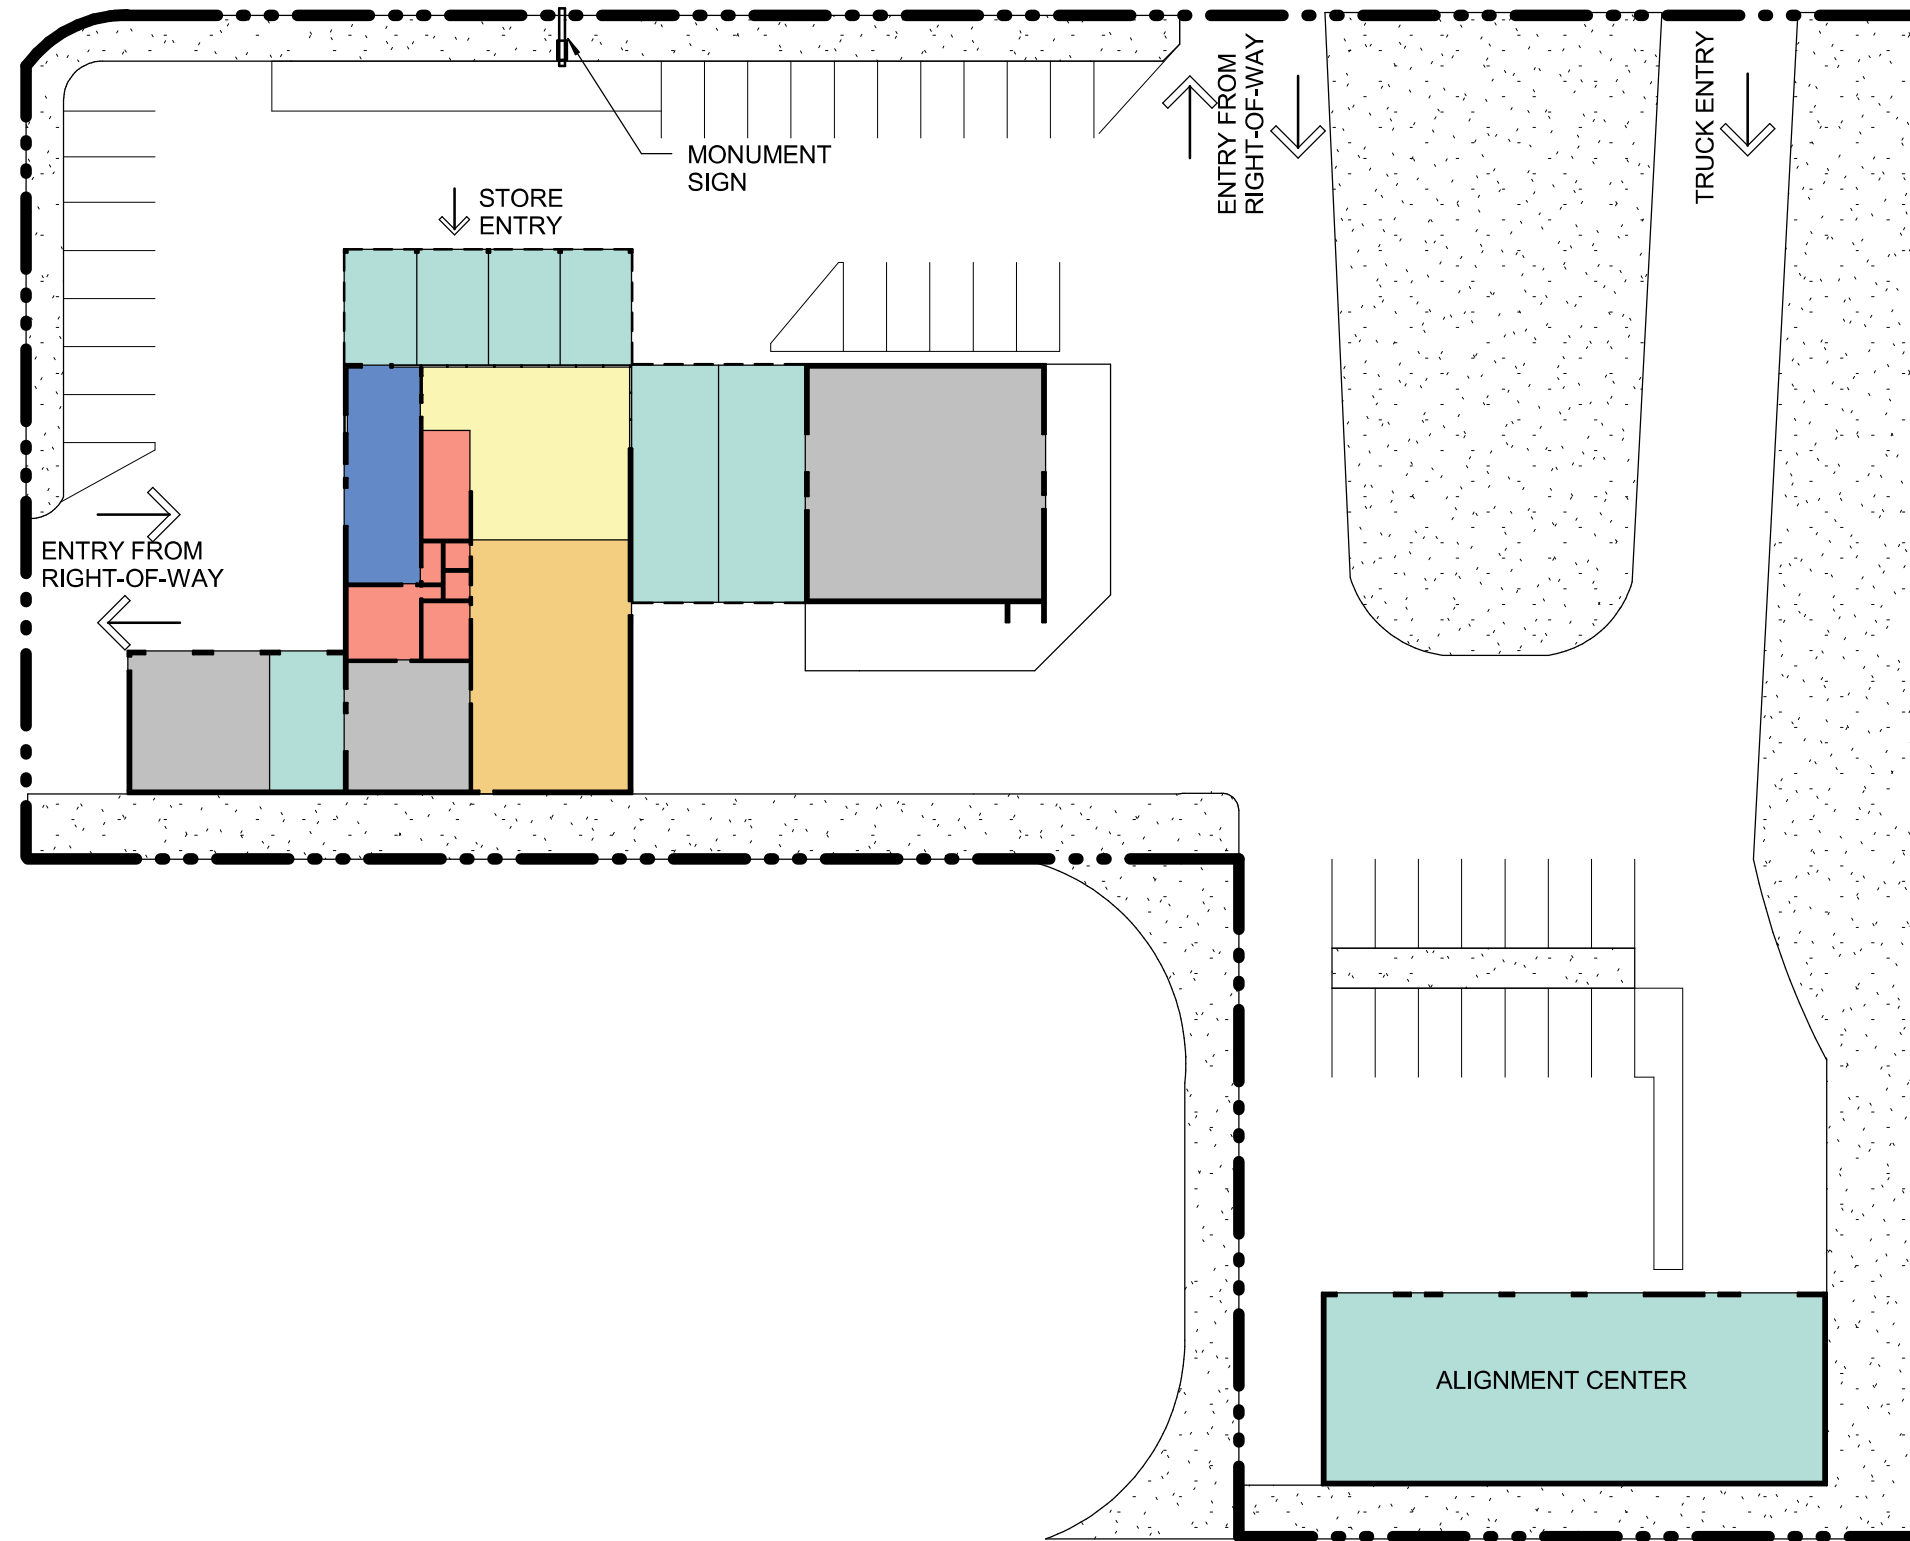 MONUMENT
SIGN
STORE
ENTRY
ENTRY FROM
RIGHT-OF-WAY
TRUCK ENTRY
ENTRY FROM
RIGHT-OF-WAY
ALIGNMENT CENTER